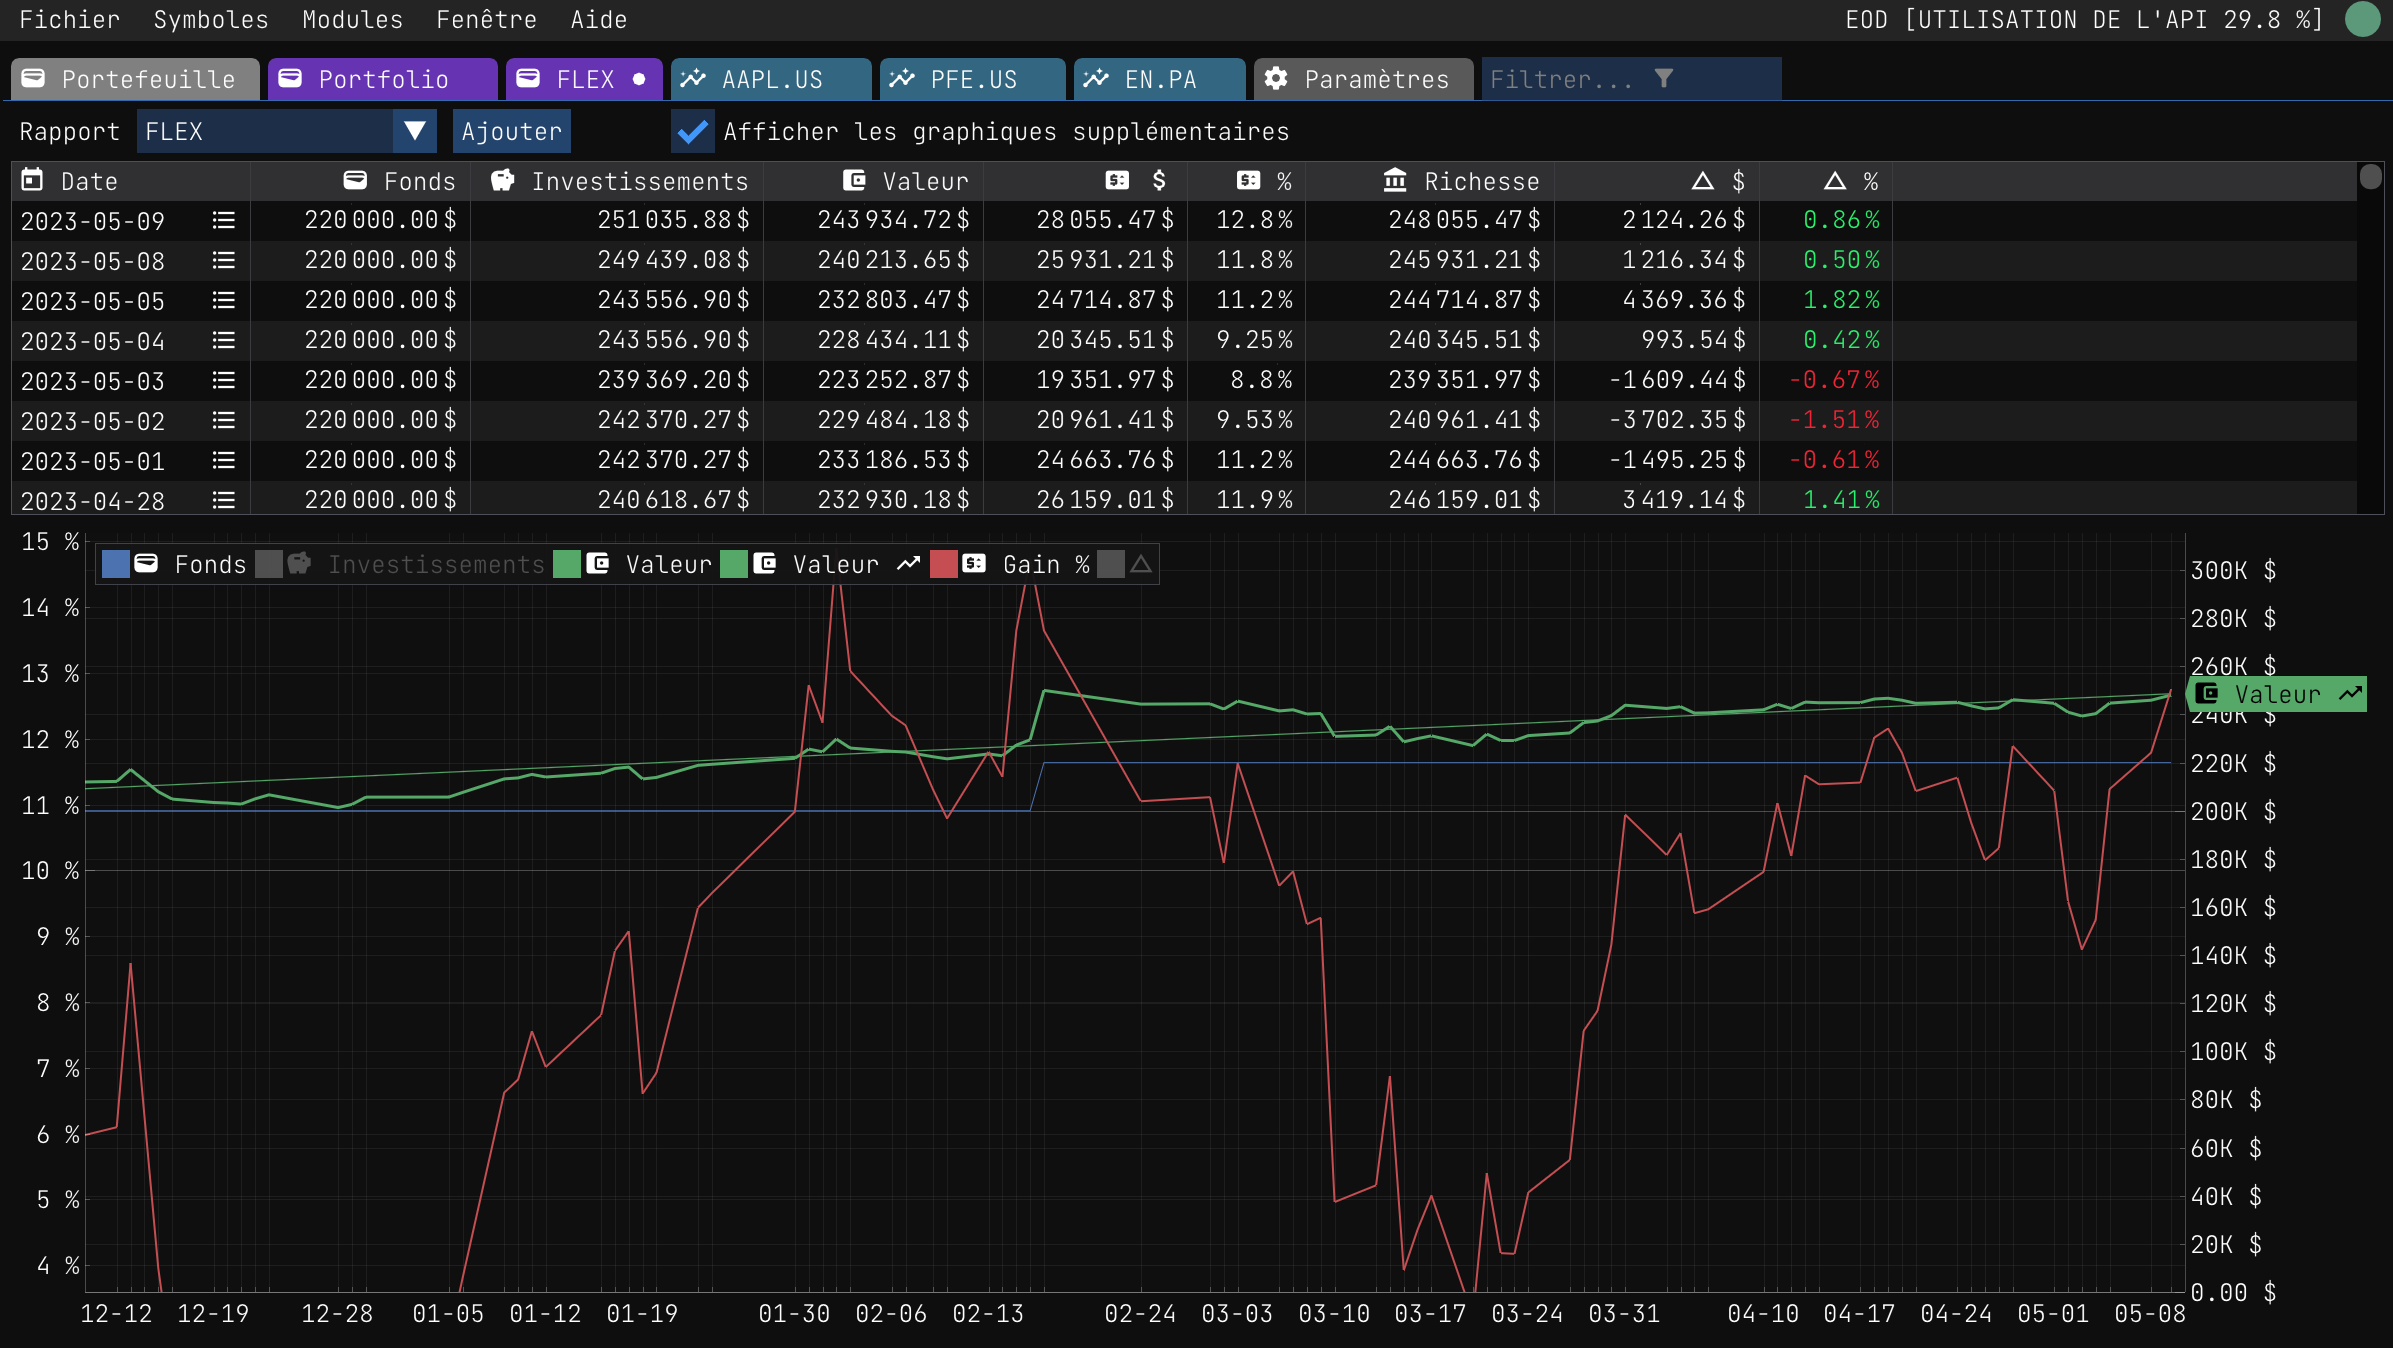 Fichier Symboles Modules Fenêtre Aide EOD [UTILISATION DE L'API 29.8 %]
Portefeuille Portfolio FLEX AAPL.US PFE.US EN.PA Paramètres Filtrer...
Rapport FLEX Ajouter Afficher les graphiques supplémentaires
Date Fonds Investissements Valeur $ % Richesse △ $ △ %
2023-05-09 220 000.00 $ 251 035.88 $ 243 934.72 $ 28 055.47 $ 12.8 % 248 055.47 $ 2 124.26 $ 0.86 %
2023-05-08 220 000.00 $ 249 439.08 $ 240 213.65 $ 25 931.21 $ 11.8 % 245 931.21 $ 1 216.34 $ 0.50 %
2023-05-05 220 000.00 $ 243 556.90 $ 232 803.47 $ 24 714.87 $ 11.2 % 244 714.87 $ 4 369.36 $ 1.82 %
2023-05-04 220 000.00 $ 243 556.90 $ 228 434.11 $ 20 345.51 $ 9.25 % 240 345.51 $ 993.54 $ 0.42 %
2023-05-03 220 000.00 $ 239 369.20 $ 223 252.87 $ 19 351.97 $ 8.8 % 239 351.97 $ -1 609.44 $ -0.67 %
2023-05-02 220 000.00 $ 242 370.27 $ 229 484.18 $ 20 961.41 $ 9.53 % 240 961.41 $ -3 702.35 $ -1.51 %
2023-05-01 220 000.00 $ 242 370.27 $ 233 186.53 $ 24 663.76 $ 11.2 % 244 663.76 $ -1 495.25 $ -0.61 %
2023-04-28 220 000.00 $ 240 618.67 $ 232 930.18 $ 26 159.01 $ 11.9 % 246 159.01 $ 3 419.14 $ 1.41 %
Fonds Investissements Valeur Valeur Gain % △
15 %
14 %
13 %
12 %
11 %
10 %
9 %
8 %
7 %
6 %
5 %
4 %
300K $
280K $
260K $
Valeur
240K $
220K $
200K $
180K $
160K $
140K $
120K $
100K $
80K $
60K $
40K $
20K $
0.00 $
12-12 12-19 12-28 01-05 01-12 01-19 01-30 02-06 02-13 02-24 03-03 03-10 03-17 03-24 03-31 04-10 04-17 04-24 05-01 05-08